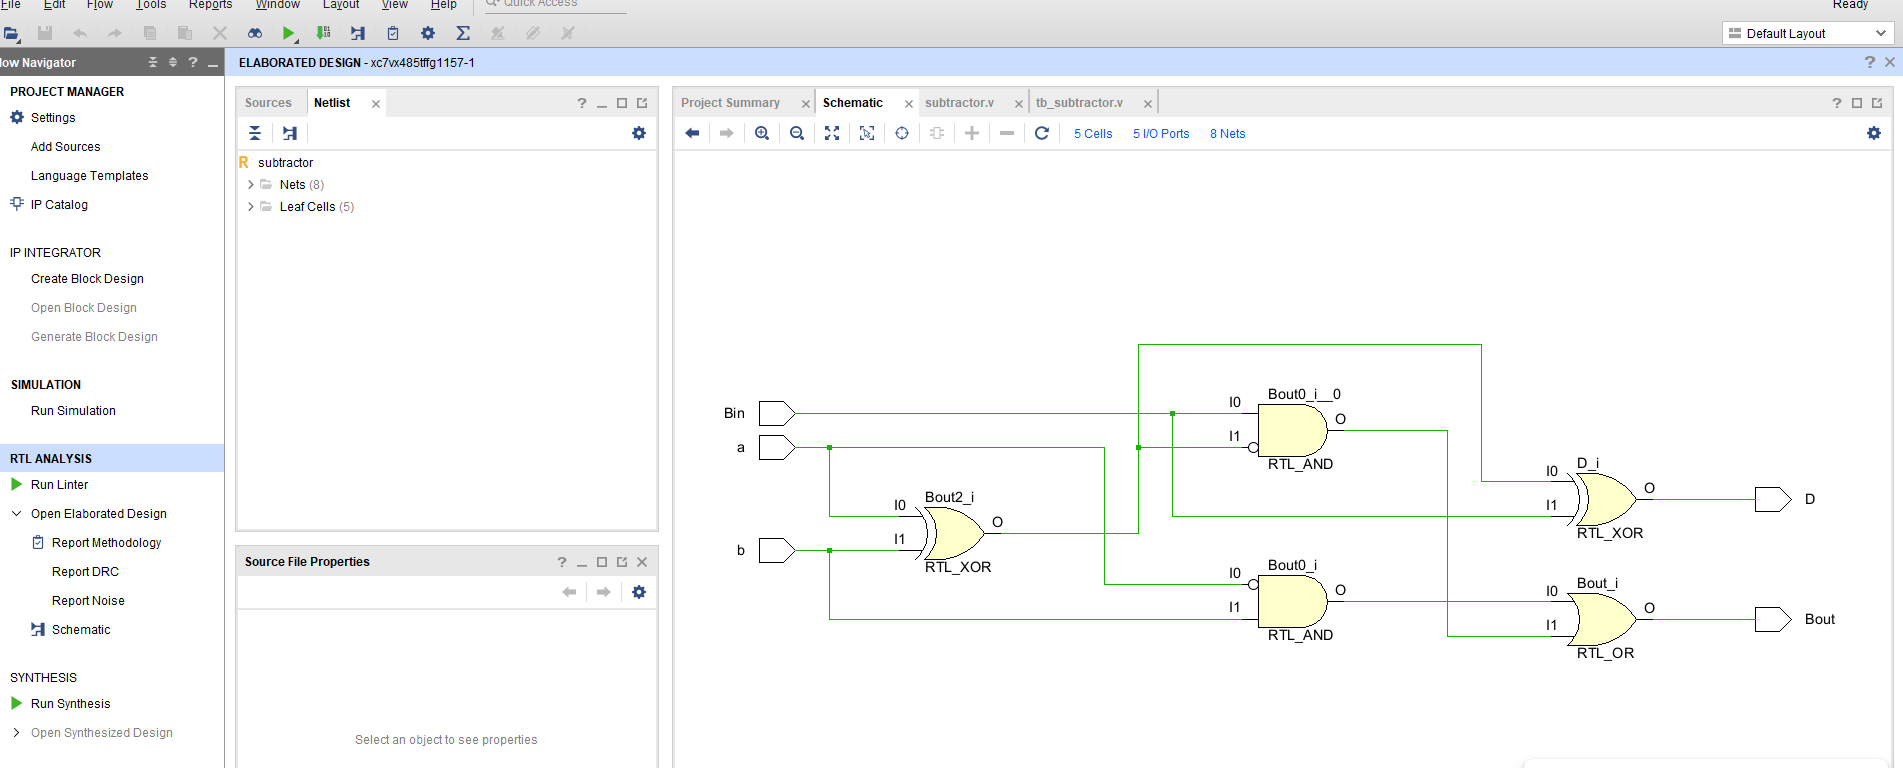 File Edit Flow Tools Reports Window Layout View Help Quick Access Ready
Default Layout
low Navigator
ELABORATED DESIGN - xc7vx485tffg1157-1
PROJECT MANAGER
Settings
Add Sources
Language Templates
IP Catalog
IP INTEGRATOR
Create Block Design
Open Block Design
Generate Block Design
SIMULATION
Run Simulation
RTL ANALYSIS
Run Linter
Open Elaborated Design
Report Methodology
Report DRC
Report Noise
Schematic
SYNTHESIS
Run Synthesis
Open Synthesized Design
Sources Netlist
R subtractor
Nets (8)
Leaf Cells (5)
Source File Properties
Select an object to see properties
Project Summary Schematic subtractor.v tb_subtractor.v
5 Cells 5 I/O Ports 8 Nets
Bin
a
b
Bout2_i
I0
I1
O
RTL_XOR
Bout0_i__0
I0
I1
O
RTL_AND
Bout0_i
I0
I1
O
RTL_AND
D_i
I0
I1
O
RTL_XOR
D
Bout_i
I0
I1
O
RTL_OR
Bout